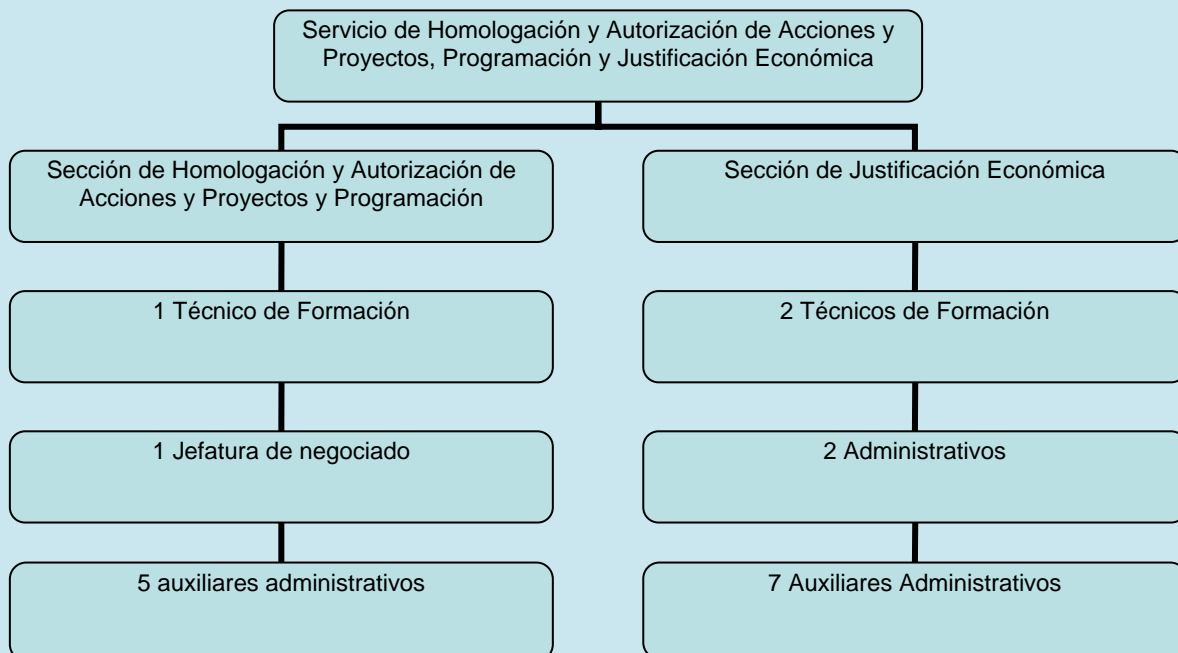 Servicio de Homologación y Autorización de Acciones y
Proyectos, Programación y Justificación Económica
Sección de Homologación y Autorización de
Acciones y Proyectos y Programación
Sección de Justificación Económica
1 Técnico de Formación
2 Técnicos de Formación
1 Jefatura de negociado
2 Administrativos
5 auxiliares administrativos
7 Auxiliares Administrativos